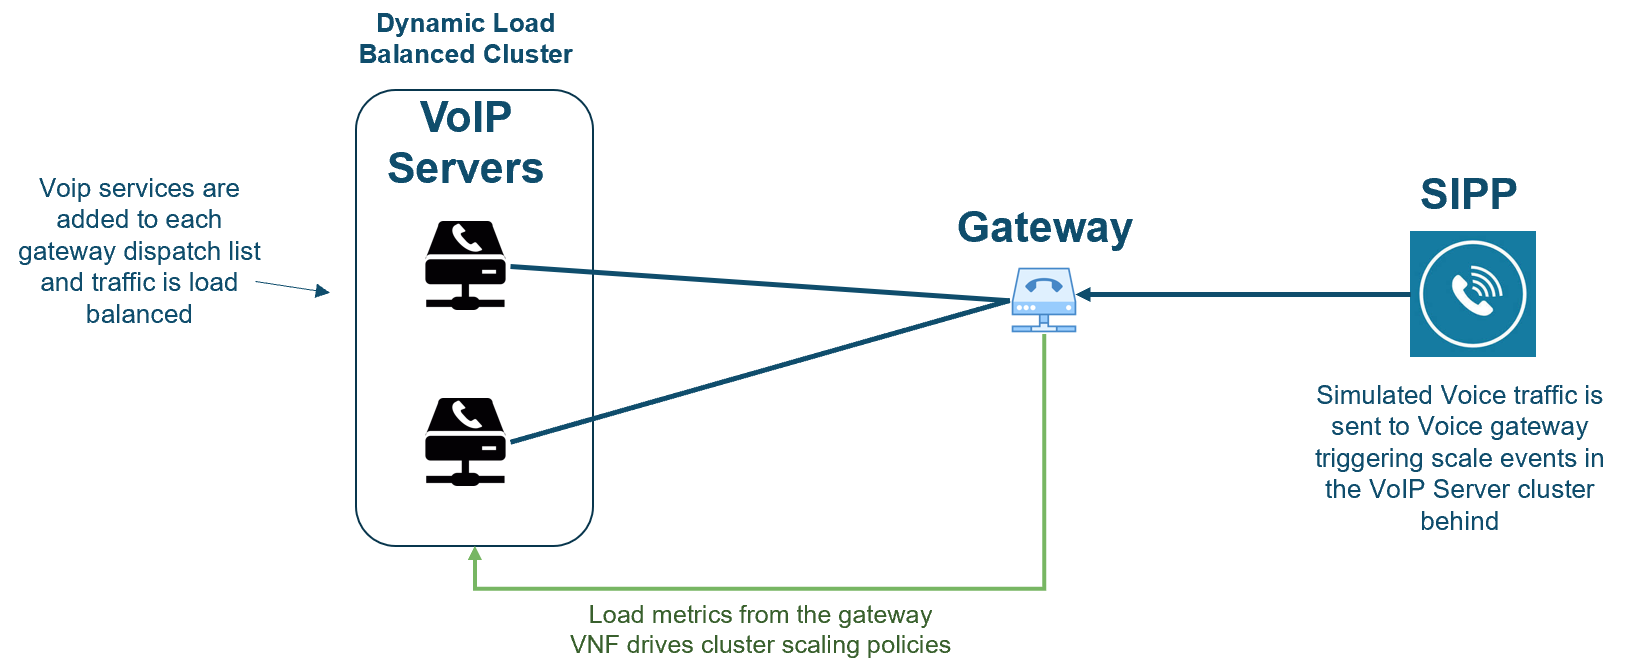 Dynamic Load
Balanced Cluster
VoIP
Servers
Voip services are
added to each
gateway dispatch list
and traffic is load
balanced
Gateway
SIPP
Simulated Voice traffic is
sent to Voice gateway
triggering scale events in
the VoIP Server cluster
behind
Load metrics from the gateway
VNF drives cluster scaling policies